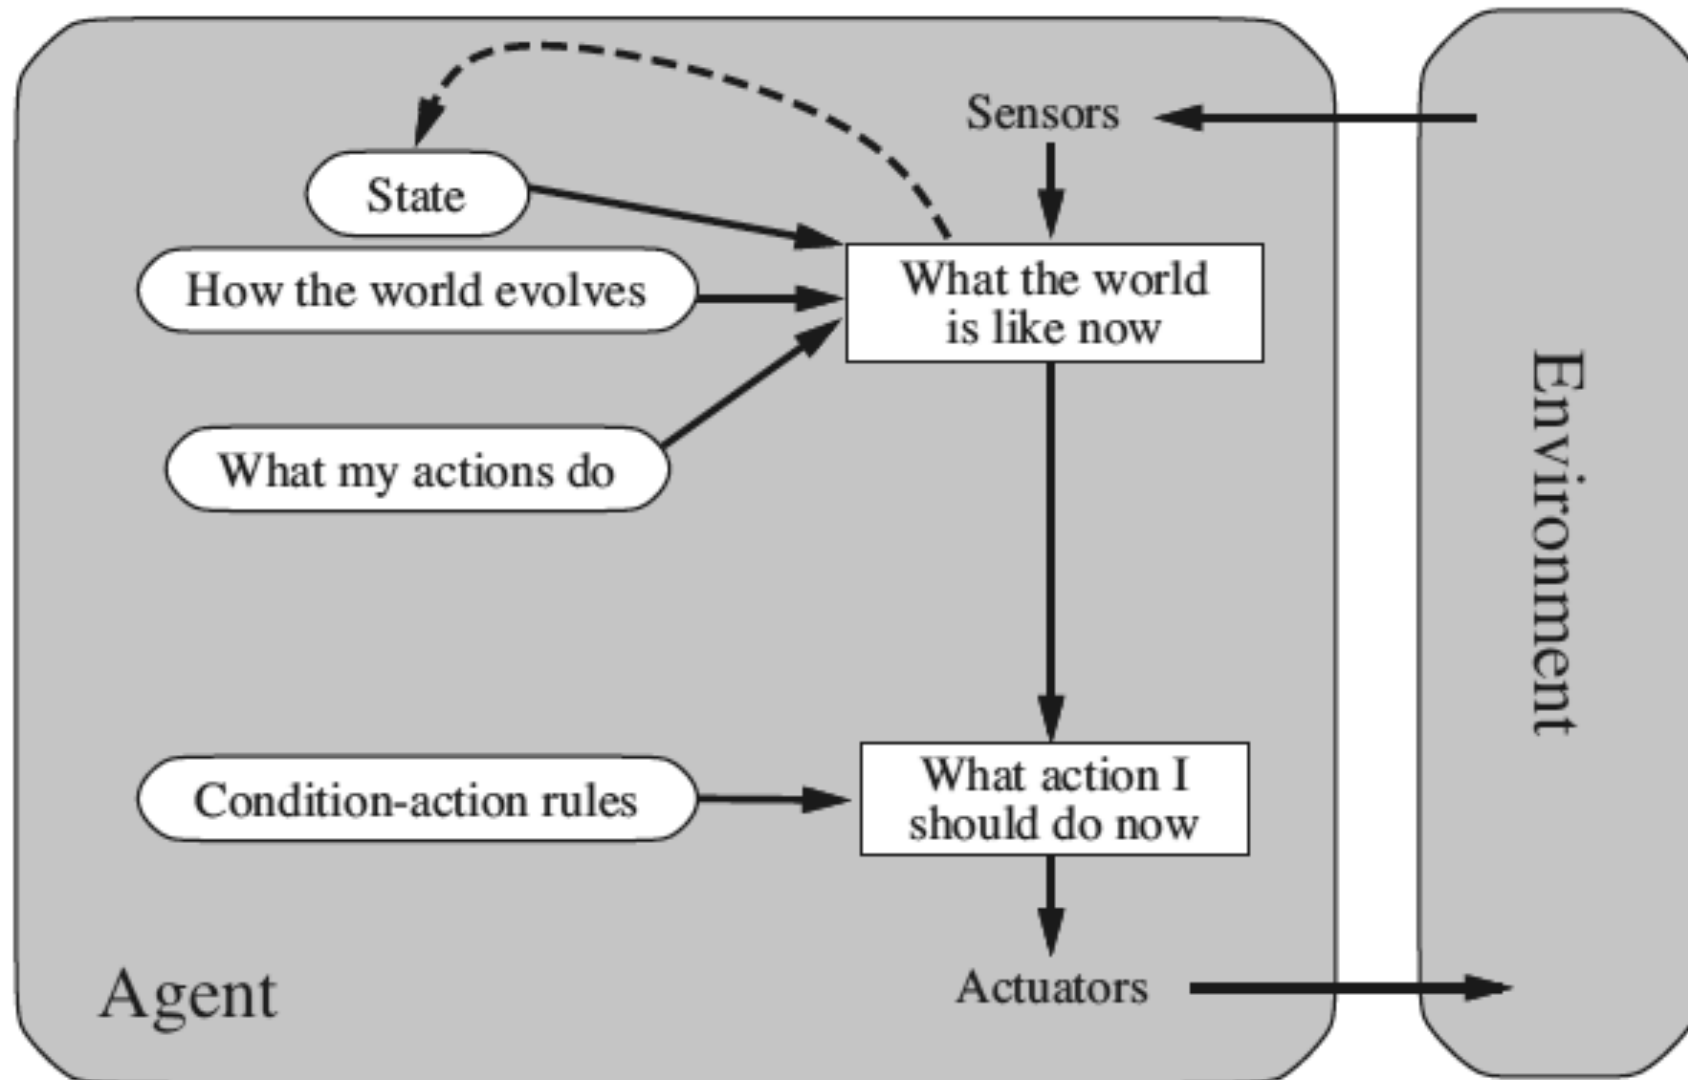 Sensors
State
How the world evolves
What the world
is like now
What my actions do
Environment
Condition-action rules
What action I
should do now
Agent
Actuators